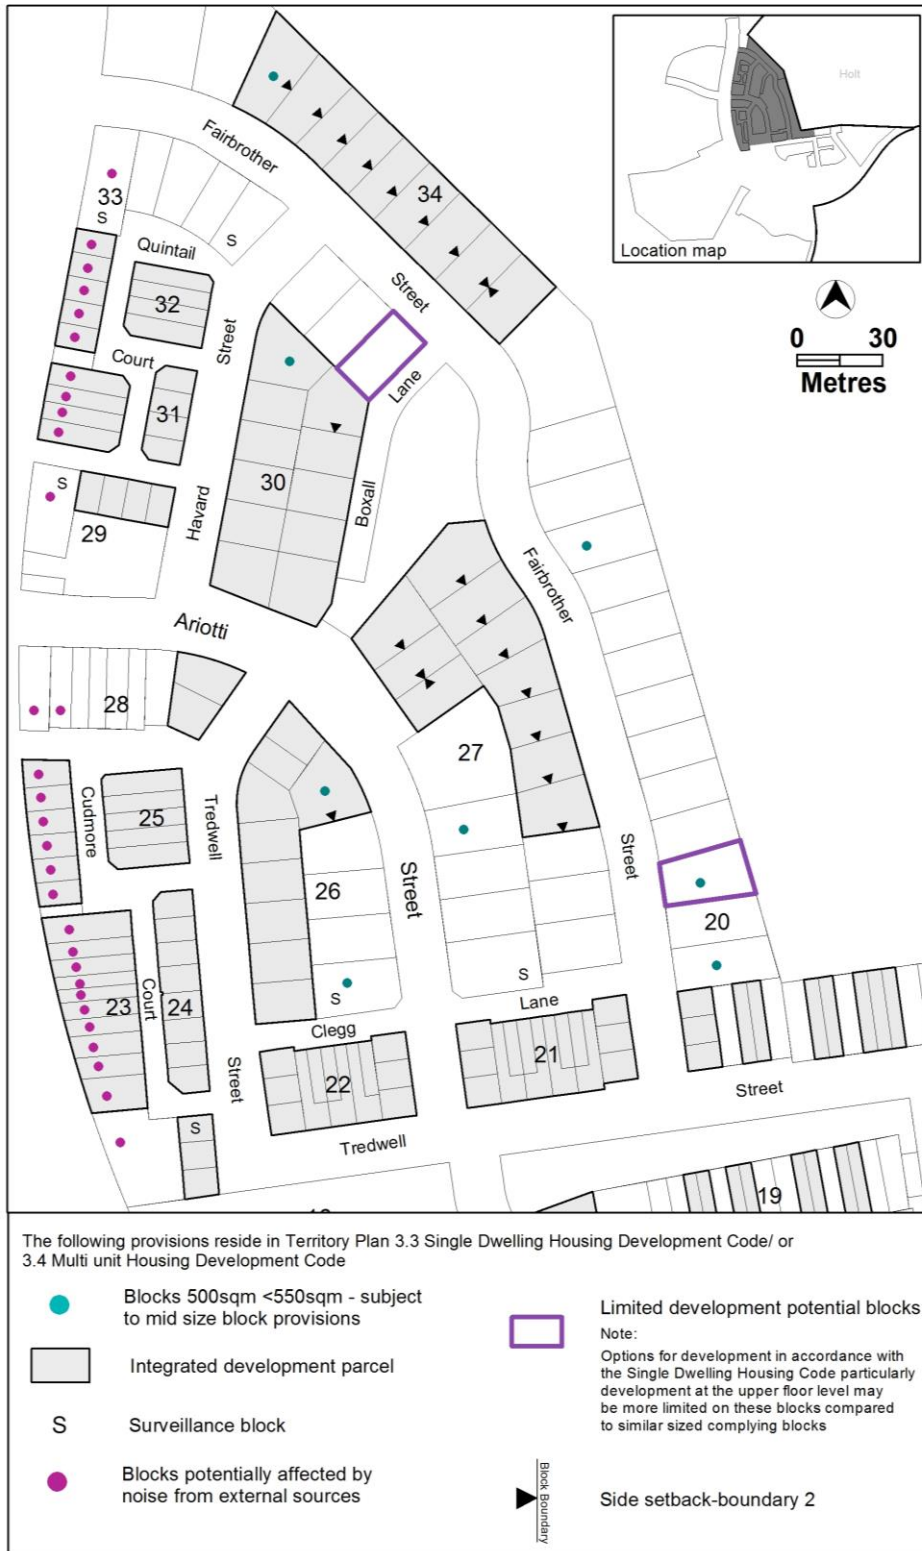 Holt
Location map
0 30
Metres
Fairbrother
34
33
S
S
Quintail
32
Street
Street
Court
31
Lane
30
Boxall
Havard
S
29
Fairbrother
Ariotti
28
27
Cudmore
25
Tredwell
Street
Street
26
20
S
S
Lane
Clegg
Court
23
24
21
22
Street
Street
Tredwell
S
19
The following provisions reside in Territory Plan 3.3 Single Dwelling Housing Development Code/ or
3.4 Multi unit Housing Development Code
Blocks 500sqm <550sqm - subject
to mid size block provisions
Integrated development parcel
S Surveillance block
Blocks potentially affected by
noise from external sources
Limited development potential blocks
Note:
Options for development in accordance with
the Single Dwelling Housing Code particularly
development at the upper floor level may
be more limited on these blocks compared
to similar sized complying blocks
Block Boundary
Side setback-boundary 2